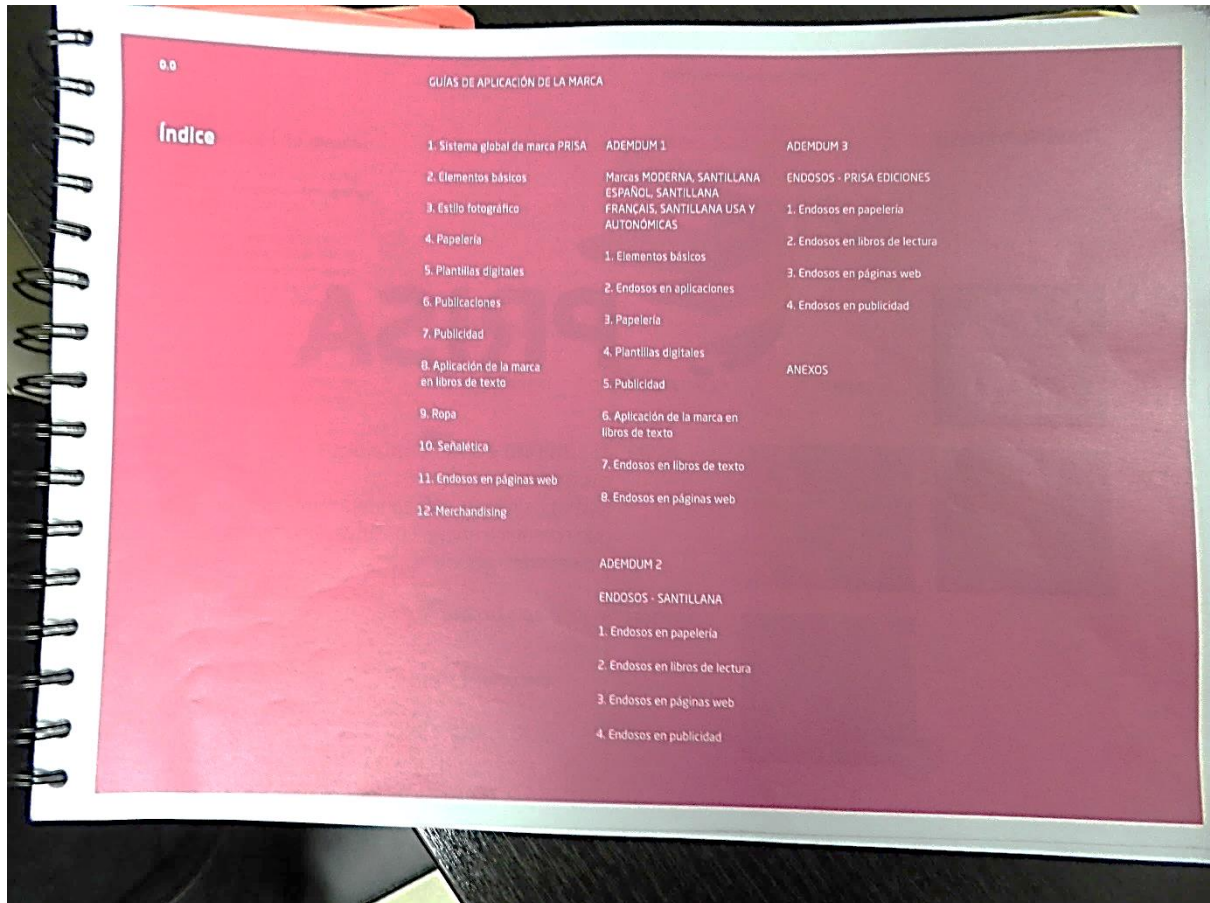 0.0
GUÍAS DE APLICACIÓN DE LA MARCA
Índice
1. Sistema global de marca PRISA
2. Elementos básicos
3. Estilo fotográfico
4. Papelería
5. Plantillas digitales
6. Publicaciones
7. Publicidad
8. Aplicación de la marca
en libros de texto
9. Ropa
10. Señalética
11. Endosos en páginas web
12. Merchandising
ADEMDUM 1
Marcas MODERNA, SANTILLANA
ESPAÑOL, SANTILLANA
FRANÇAIS, SANTILLANA USA Y
AUTONÓMICAS
1. Elementos básicos
2. Endosos en aplicaciones
3. Papelería
4. Plantillas digitales
5. Publicidad
6. Aplicación de la marca en
libros de texto
7. Endosos en libros de texto
8. Endosos en páginas web
ADEMDUM 2
ENDOSOS - SANTILLANA
1. Endosos en papelería
2. Endosos en libros de lectura
3. Endosos en páginas web
4. Endosos en publicidad
ADEMDUM 3
ENDOSOS - PRISA EDICIONES
1. Endosos en papelería
2. Endosos en libros de lectura
3. Endosos en páginas web
4. Endosos en publicidad
ANEXOS